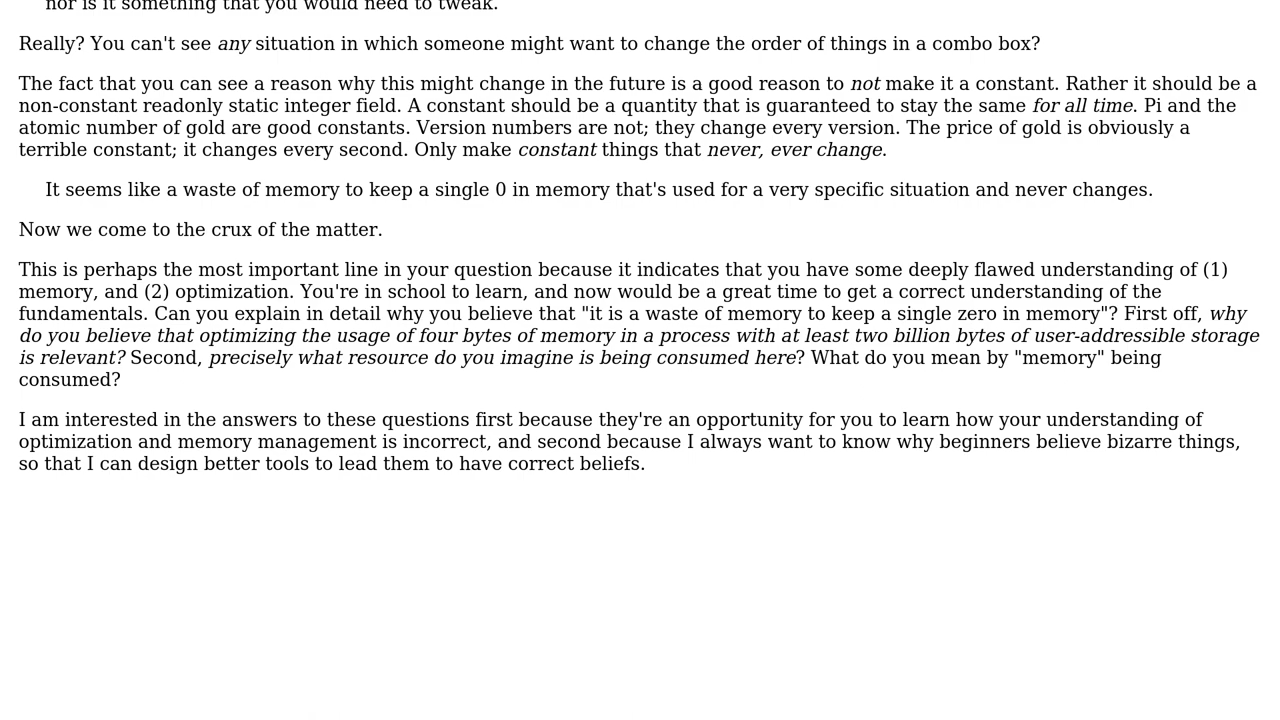 nor is it something that you would need to tweak.
Really? You can't see any situation in which someone might want to change the order of things in a combo box?
The fact that you can see a reason why this might change in the future is a good reason to not make it a constant. Rather it should be a
non-constant readonly static integer field. A constant should be a quantity that is guaranteed to stay the same for all time. Pi and the
atomic number of gold are good constants. Version numbers are not; they change every version. The price of gold is obviously a
terrible constant; it changes every second. Only make constant things that never, ever change.
It seems like a waste of memory to keep a single 0 in memory that's used for a very specific situation and never changes.
Now we come to the crux of the matter.
This is perhaps the most important line in your question because it indicates that you have some deeply flawed understanding of (1)
memory, and (2) optimization. You're in school to learn, and now would be a great time to get a correct understanding of the
fundamentals. Can you explain in detail why you believe that "it is a waste of memory to keep a single zero in memory"? First off, why
do you believe that optimizing the usage of four bytes of memory in a process with at least two billion bytes of user-addressible storage
is relevant? Second, precisely what resource do you imagine is being consumed here? What do you mean by "memory" being
consumed?
I am interested in the answers to these questions first because they're an opportunity for you to learn how your understanding of
optimization and memory management is incorrect, and second because I always want to know why beginners believe bizarre things,
so that I can design better tools to lead them to have correct beliefs.